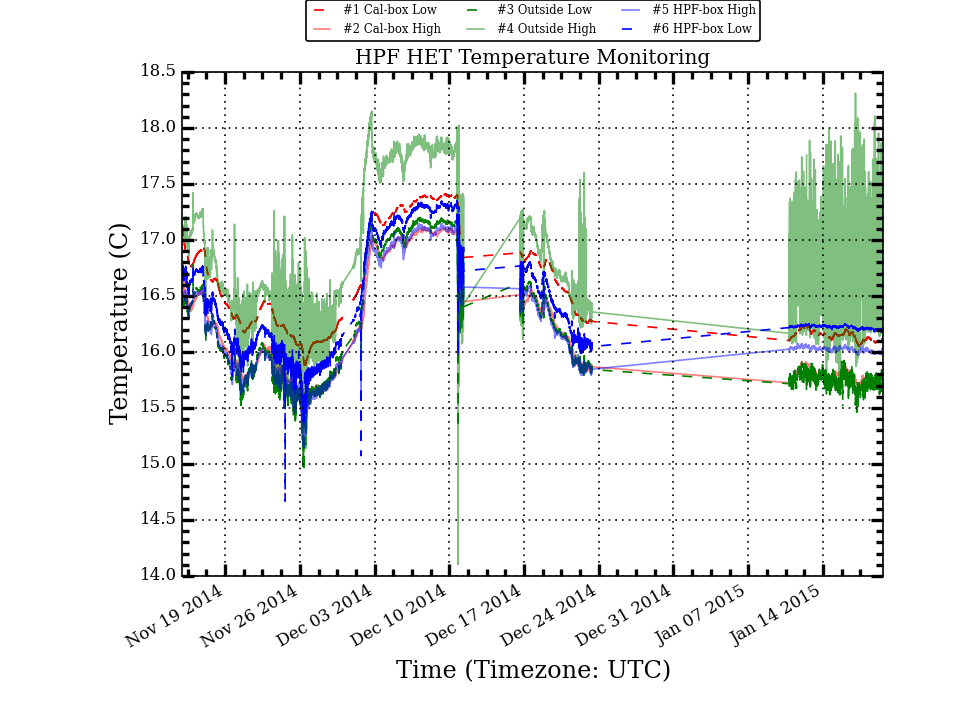 #1 Cal-box Low #3 Outside Low #5 HPF-box High
#2 Cal-box High #4 Outside High #6 HPF-box Low
HPF HET Temperature Monitoring
18.5
18.0
17.5
17.0
16.5
16.0
15.5
15.0
14.5
14.0
Temperature (C)
Nov 19 2014 Nov 26 2014 Dec 03 2014 Dec 10 2014 Dec 17 2014 Dec 24 2014 Dec 31 2014 Jan 07 2015 Jan 14 2015
Time (Timezone: UTC)